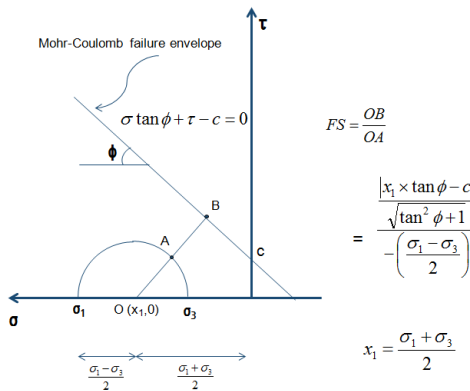 τ
Mohr-Coulomb failure envelope
σ tan ϕ + τ − c = 0
FS = OB / OA
ϕ
B
A
c
= (|x₁ × tan ϕ − c / √(tan² ϕ + 1)) / (−((σ₁ − σ₃) / 2))
σ σ₁ O (x₁,0) σ₃
x₁ = (σ₁ + σ₃) / 2
(σ₁ − σ₃) / 2 (σ₁ + σ₃) / 2